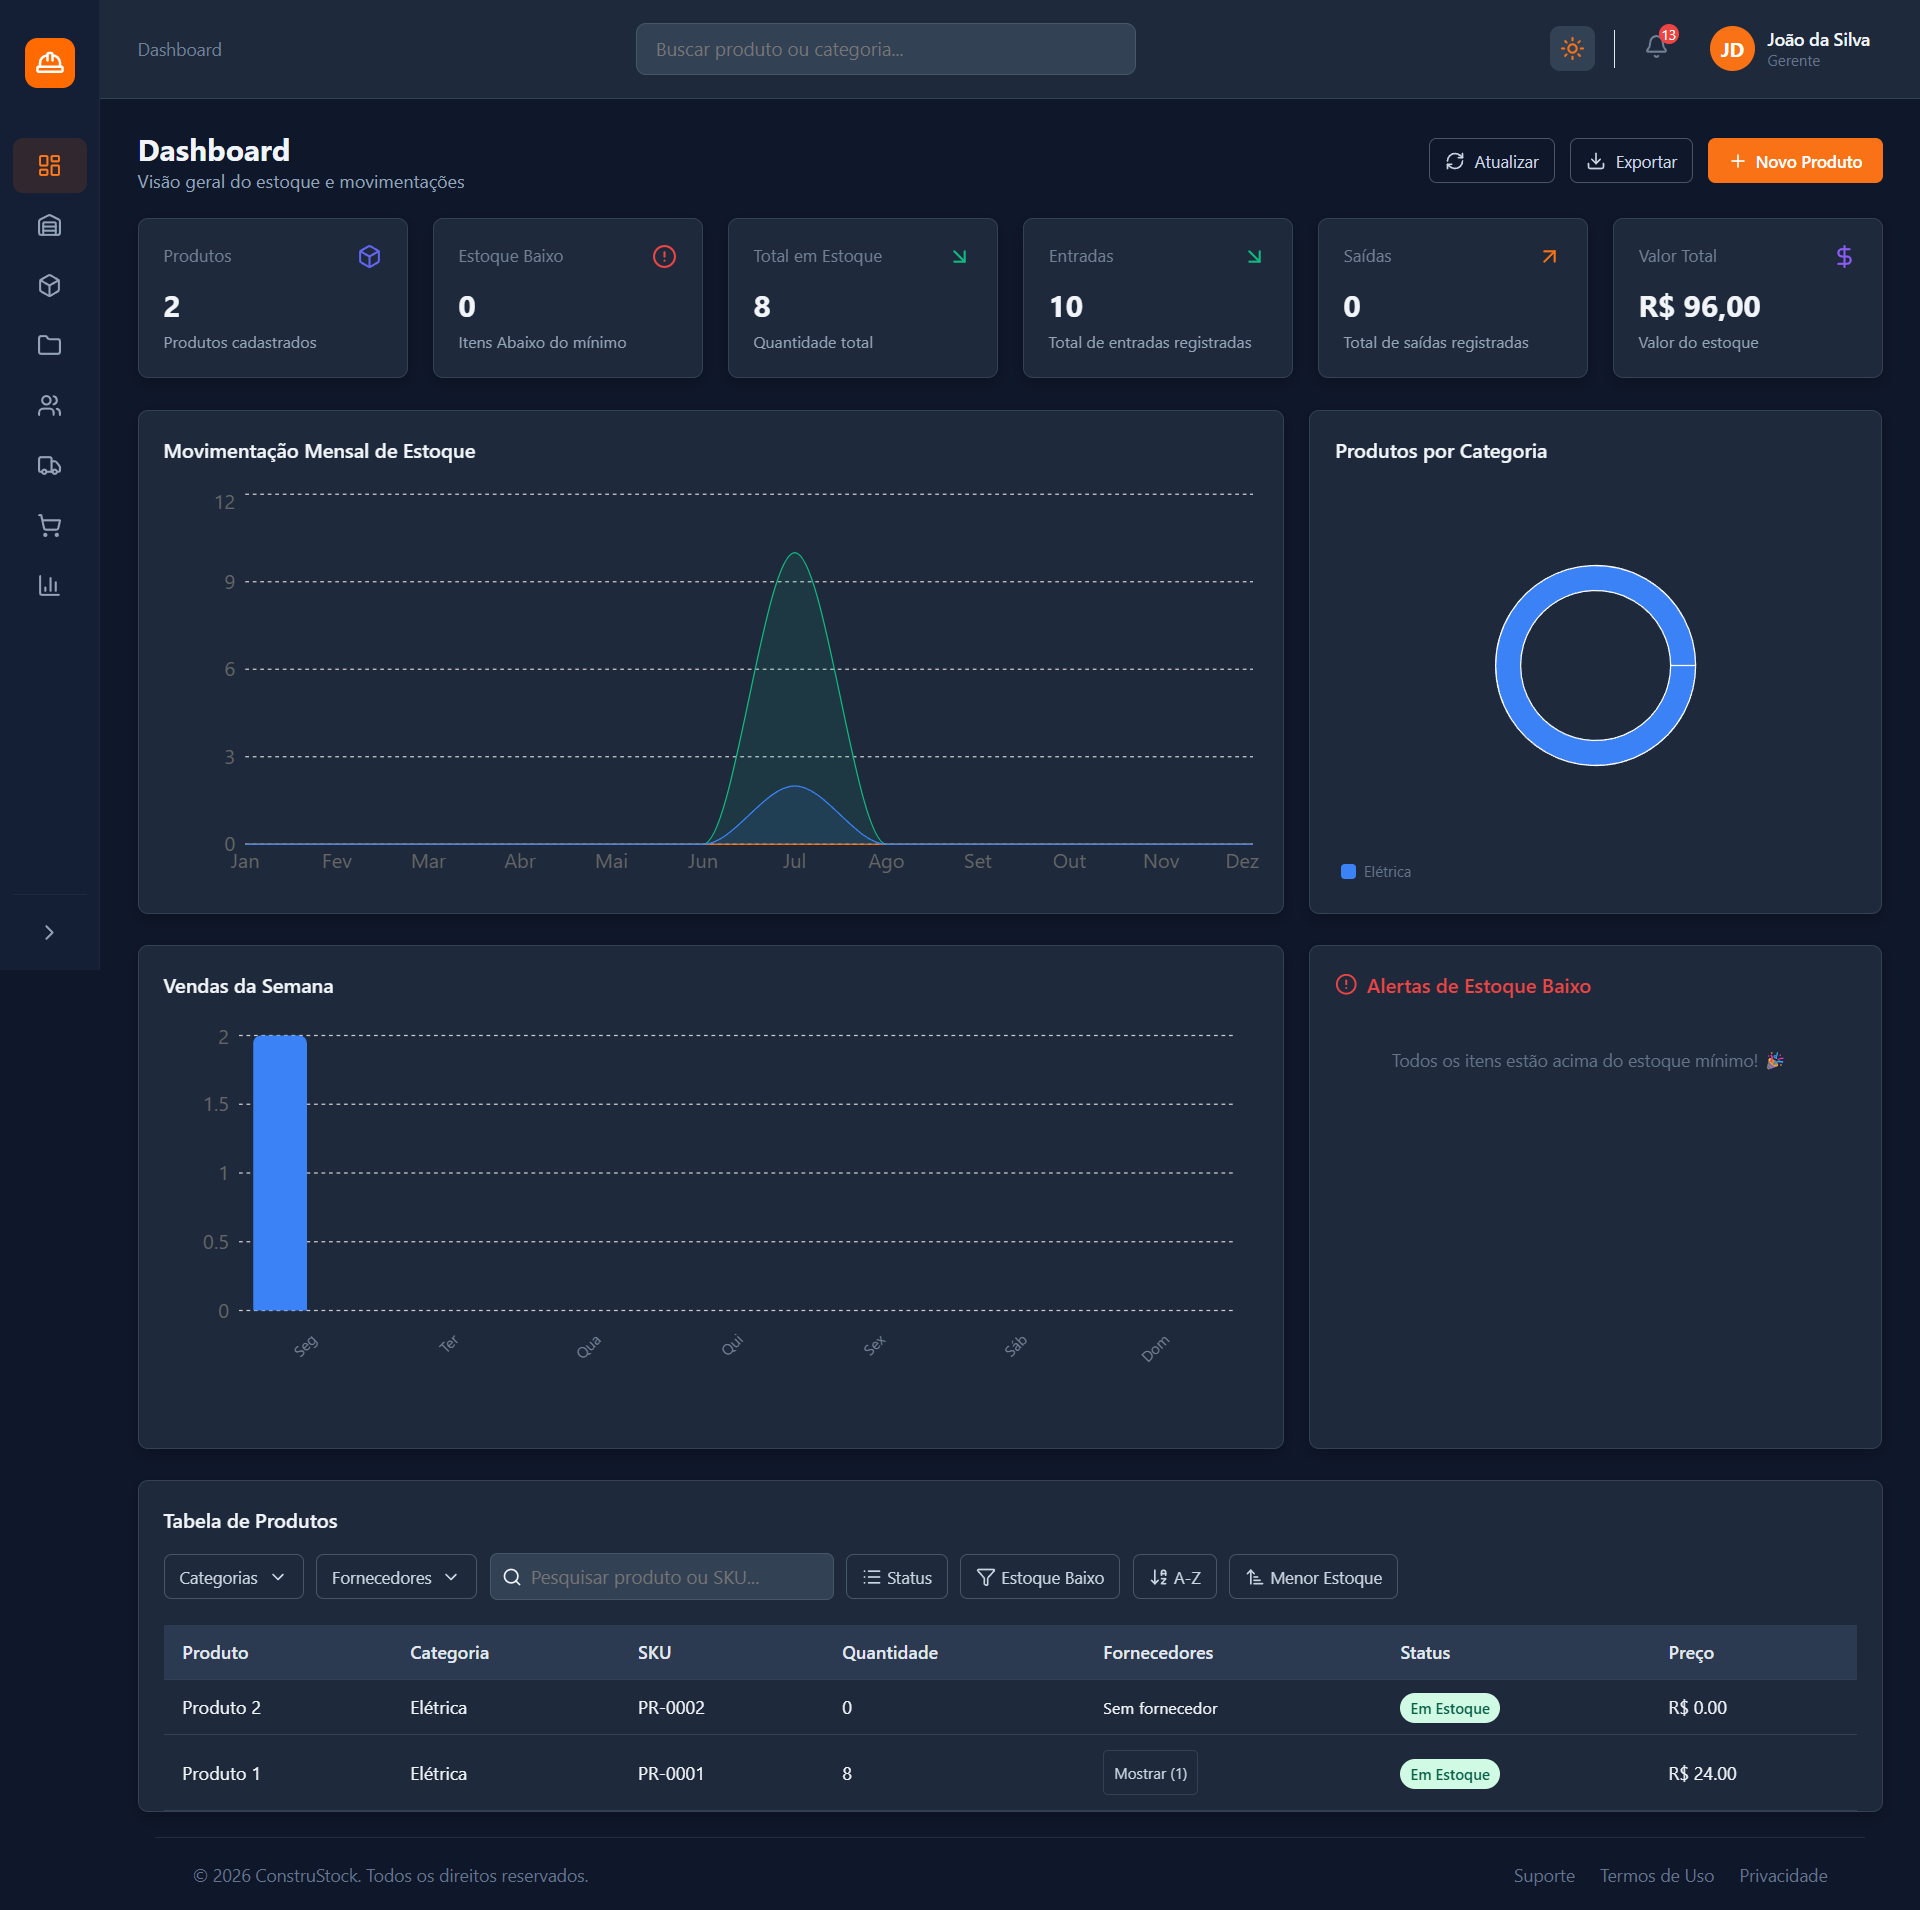 Dashboard
Buscar produto ou categoria...
13
JD
João da Silva
Gerente
Dashboard
Visão geral do estoque e movimentações
Atualizar
Exportar
Novo Produto
Produtos
2
Produtos cadastrados
Estoque Baixo
0
Itens Abaixo do mínimo
Total em Estoque
8
Quantidade total
Entradas
10
Total de entradas registradas
Saídas
0
Total de saídas registradas
Valor Total
R$ 96,00
Valor do estoque
Movimentação Mensal de Estoque
12
9
6
3
0
Jan Fev Mar Abr Mai Jun Jul Ago Set Out Nov Dez
Produtos por Categoria
Elétrica
Vendas da Semana
2
1.5
1
0.5
0
Seg Ter Qua Qui Sex Sáb Dom
Alertas de Estoque Baixo
Todos os itens estão acima do estoque mínimo! 🎉
Tabela de Produtos
Categorias
Fornecedores
Pesquisar produto ou SKU...
Status
Estoque Baixo
A-Z
Menor Estoque
Produto Categoria SKU Quantidade Fornecedores Status Preço
Produto 2 Elétrica PR-0002 0 Sem fornecedor Em Estoque R$ 0.00
Produto 1 Elétrica PR-0001 8 Mostrar (1) Em Estoque R$ 24.00
© 2026 ConstruStock. Todos os direitos reservados.
Suporte Termos de Uso Privacidade